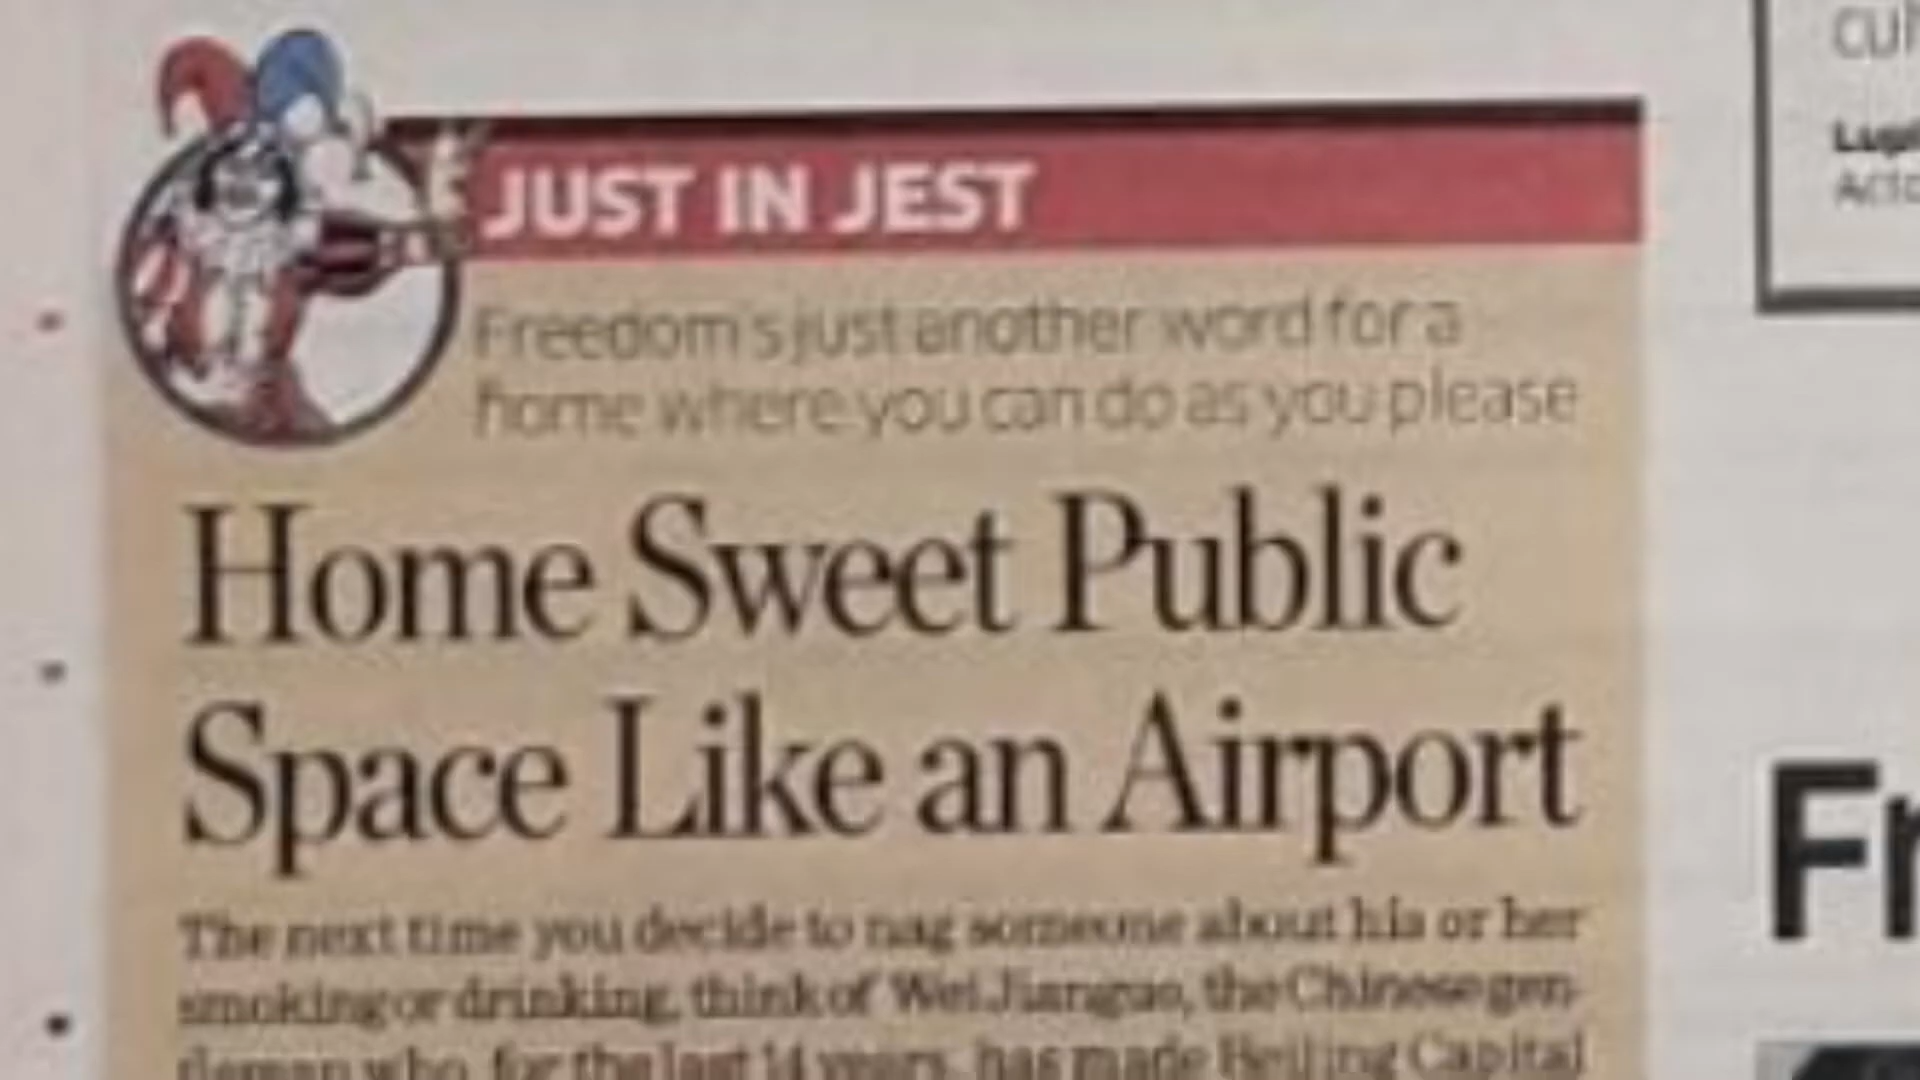 JUST IN JEST
Freedom's just another word for a
home where you can do as you please
Home Sweet Public
Space Like an Airport
The next time you decide to nag someone about his or her
smoking or drinking, think of Wei Jianguo, the Chinese gen-
tleman who, for the last 14 years, has made Beijing Capital
Fr